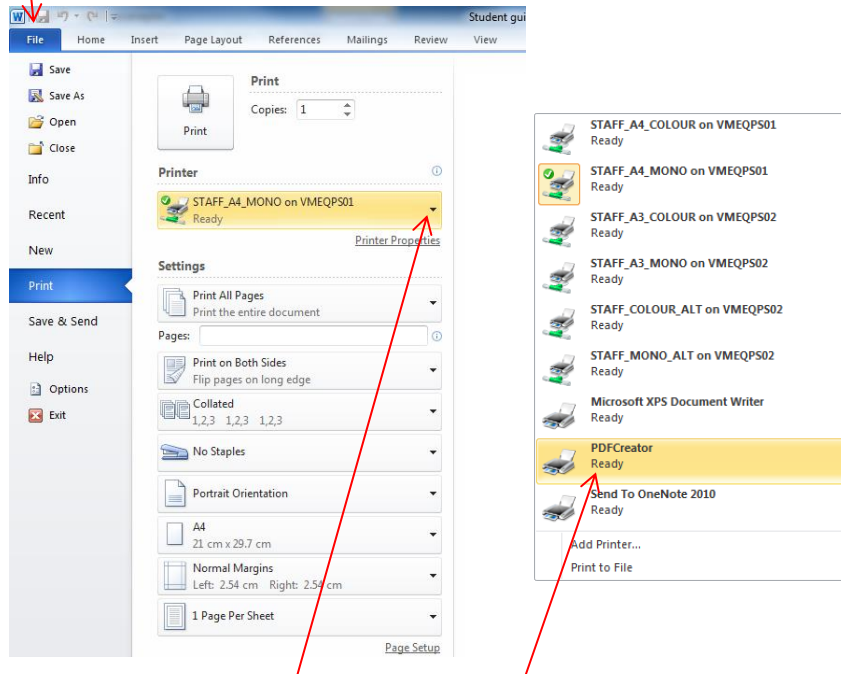 Student gui
File Home Insert Page Layout References Mailings Review View
Save
Save As
Open
Close
Info
Recent
New
Print
Save & Send
Help
Options
Exit
Print
Print
Copies: 1
Printer
STAFF_A4_MONO on VMEQPS01
Ready
Printer Properties
Settings
Print All Pages
Print the entire document
Pages:
Print on Both Sides
Flip pages on long edge
Collated
1,2,3 1,2,3 1,2,3
No Staples
Portrait Orientation
A4
21 cm x 29.7 cm
Normal Margins
Left: 2.54 cm Right: 2.54 cm
1 Page Per Sheet
Page Setup
STAFF_A4_COLOUR on VMEQPS01
Ready
STAFF_A4_MONO on VMEQPS01
Ready
STAFF_A3_COLOUR on VMEQPS02
Ready
STAFF_A3_MONO on VMEQPS02
Ready
STAFF_COLOUR_ALT on VMEQPS02
Ready
STAFF_MONO_ALT on VMEQPS02
Ready
Microsoft XPS Document Writer
Ready
PDFCreator
Ready
Send To OneNote 2010
Ready
Add Printer...
Print to File